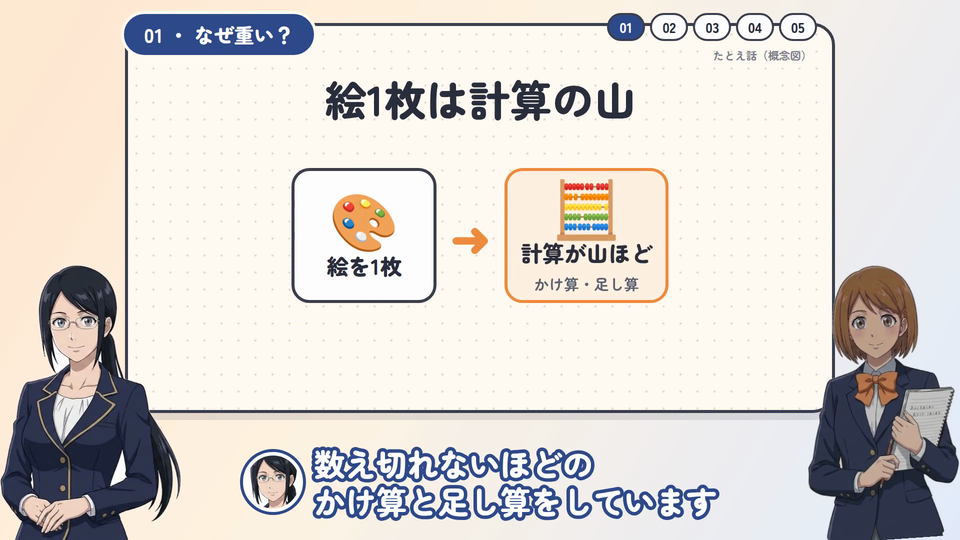 01 ・ なぜ重い？
01 02 03 04 05
たとえ話（概念図）
絵1枚は計算の山
絵を1枚
計算が山ほど
かけ算・足し算
数え切れないほどの
かけ算と足し算をしています